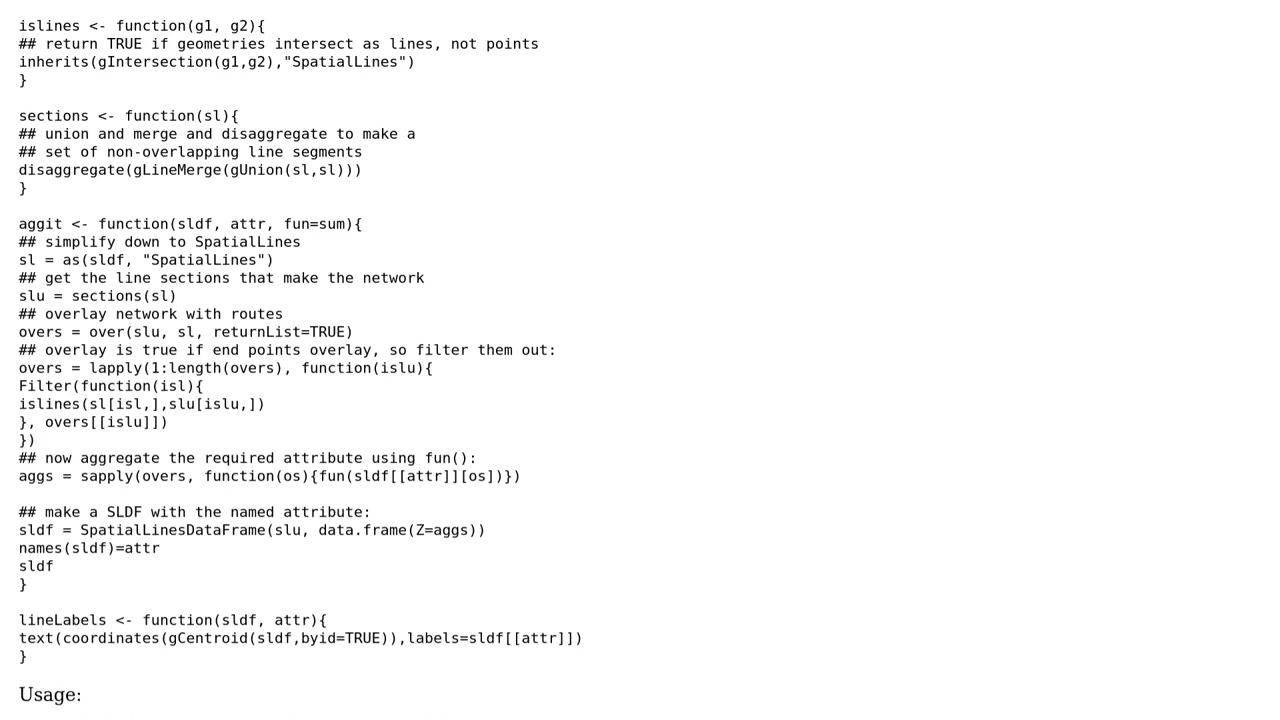 islines <- function(g1, g2){
## return TRUE if geometries intersect as lines, not points
inherits(gIntersection(g1,g2),"SpatialLines")
}

sections <- function(sl){
## union and merge and disaggregate to make a
## set of non-overlapping line segments
disaggregate(gLineMerge(gUnion(sl,sl)))
}

aggit <- function(sldf, attr, fun=sum){
## simplify down to SpatialLines
sl = as(sldf, "SpatialLines")
## get the line sections that make the network
slu = sections(sl)
## overlay network with routes
overs = over(slu, sl, returnList=TRUE)
## overlay is true if end points overlay, so filter them out:
overs = lapply(1:length(overs), function(islu){
Filter(function(isl){
islines(sl[isl,],slu[islu,])
}, overs[[islu]])
})
## now aggregate the required attribute using fun():
aggs = sapply(overs, function(os){fun(sldf[[attr]][os])})

## make a SLDF with the named attribute:
sldf = SpatialLinesDataFrame(slu, data.frame(Z=aggs))
names(sldf)=attr
sldf
}

lineLabels <- function(sldf, attr){
text(coordinates(gCentroid(sldf,byid=TRUE)),labels=sldf[[attr]])
}

Usage: